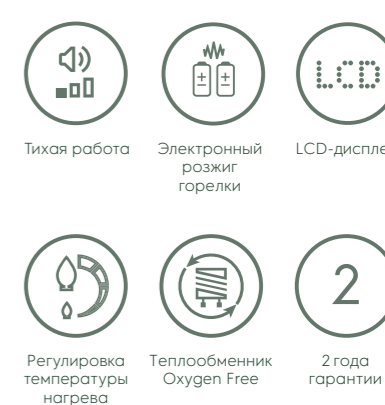 LCD
Тихая работа
Электронный
розжиг
горелки
LCD-диспле
2
Регулировка
температуры
нагрева
Теплообменник
Oxygen Free
2 года
гарантии